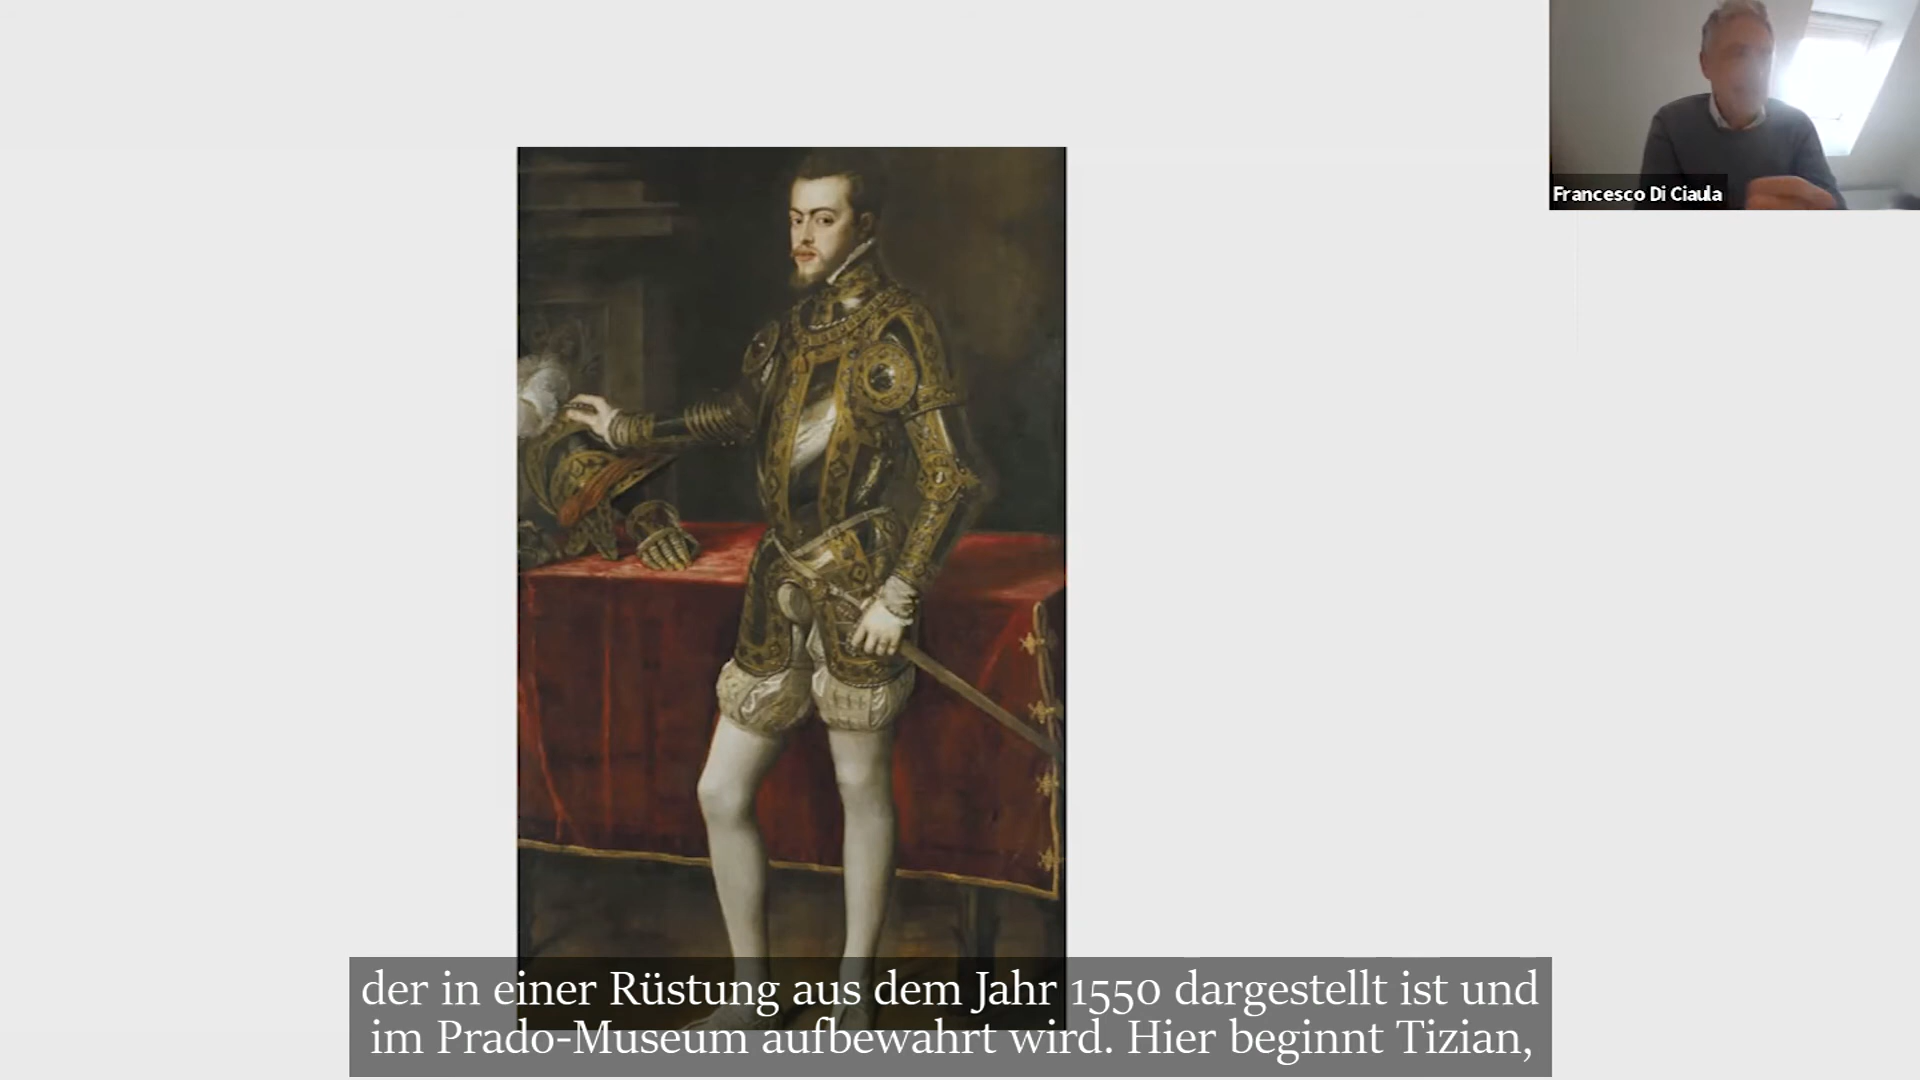 Francesco Di Ciaula
der in einer Rüstung aus dem Jahr 1550 dargestellt ist und
im Prado-Museum aufbewahrt wird. Hier beginnt Tizian,